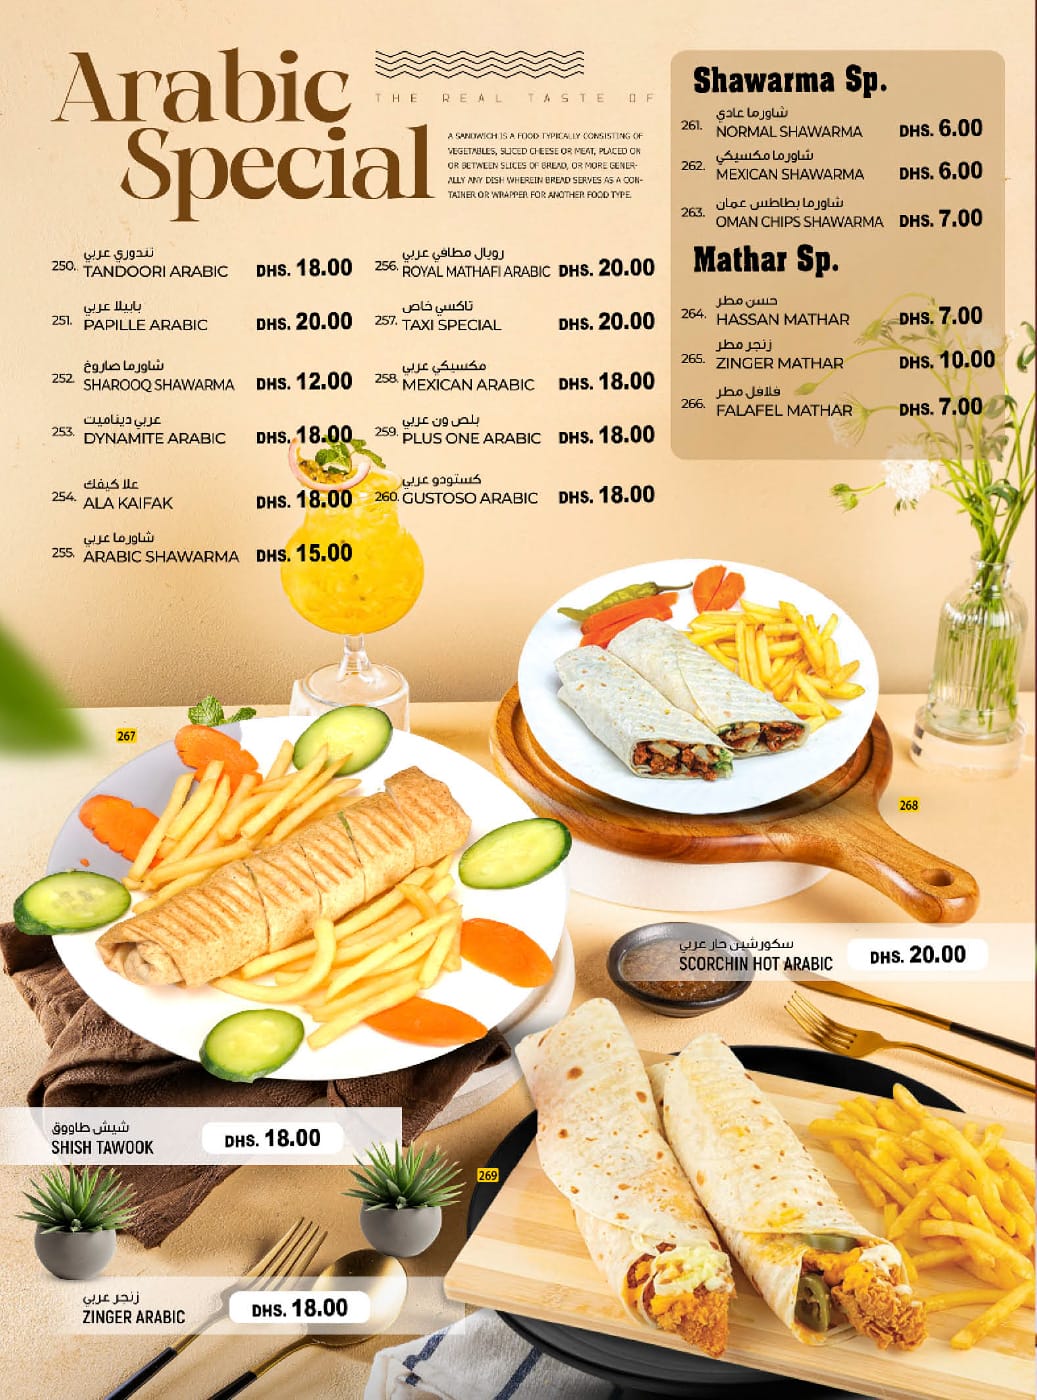 Arabic
Special
THE REAL TASTE OF
A SANDWICH IS A FOOD TYPICALLY CONSISTING OF
VEGETABLES, SLICED CHEESE OR MEAT, PLACED ON
OR BETWEEN SLICES OF BREAD, OR MORE GENER-
ALLY ANY DISH WHEREIN BREAD SERVES AS A CON-
TAINER OR WRAPPER FOR ANOTHER FOOD TYPE.
تندوري عربي
250. TANDOORI ARABIC DHS. 18.00
بابيلا عربي
251. PAPILLE ARABIC DHS. 20.00
شاورما صاروخ
252. SHAROOQ SHAWARMA DHS. 12.00
عربي ديناميت
253. DYNAMITE ARABIC DHS. 18.00
علا كيفك
254. ALA KAIFAK DHS. 18.00
شاورما عربي
255. ARABIC SHAWARMA DHS. 15.00
رويال مطافي عربي
256. ROYAL MATHAFI ARABIC DHS. 20.00
تاكسي خاص
257. TAXI SPECIAL DHS. 20.00
مكسيكي عربي
258. MEXICAN ARABIC DHS. 18.00
بلص ون عربي
259. PLUS ONE ARABIC DHS. 18.00
كستودو عربي
260. GUSTOSO ARABIC DHS. 18.00
Shawarma Sp.
شاورما عادي
261. NORMAL SHAWARMA DHS. 6.00
شاورما مكسيكي
262. MEXICAN SHAWARMA DHS. 6.00
شاورما بطاطس عمان
263. OMAN CHIPS SHAWARMA DHS. 7.00
Mathar Sp.
حسن مطر
264. HASSAN MATHAR DHS. 7.00
زنجر مطر
265. ZINGER MATHAR DHS. 10.00
فلافل مطر
266. FALAFEL MATHAR DHS. 7.00
267
268
سكورشين حار عربي
SCORCHIN HOT ARABIC DHS. 20.00
شيش طاووق
SHISH TAWOOK DHS. 18.00
269
زنجر عربي
ZINGER ARABIC DHS. 18.00